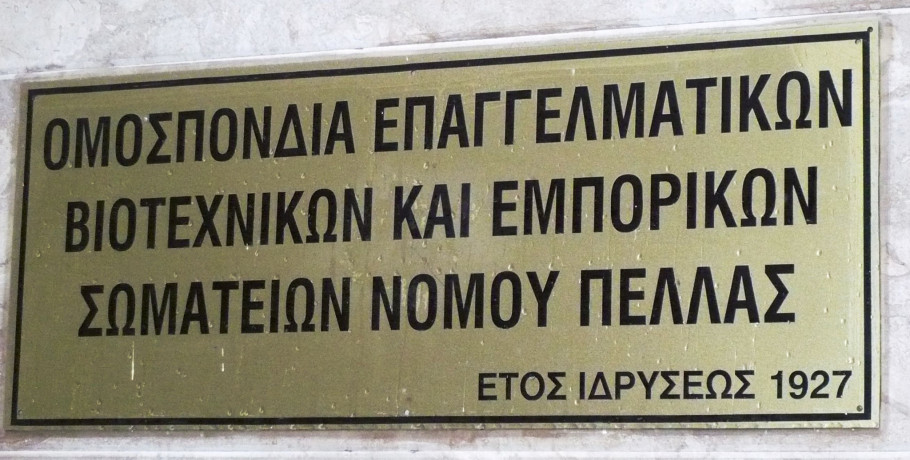 ΟΜΟΣΠΟΝΔΙΑ ΕΠΑΓΓΕΛΜΑΤΙΚΩΝ
ΒΙΟΤΕΧΝΙΚΩΝ ΚΑΙ ΕΜΠΟΡΙΚΩΝ
ΣΩΜΑΤΕΙΩΝ ΝΟΜΟΥ ΠΕΛΛΑΣ
ΕΤΟΣ ΙΔΡΥΣΕΩΣ 1927